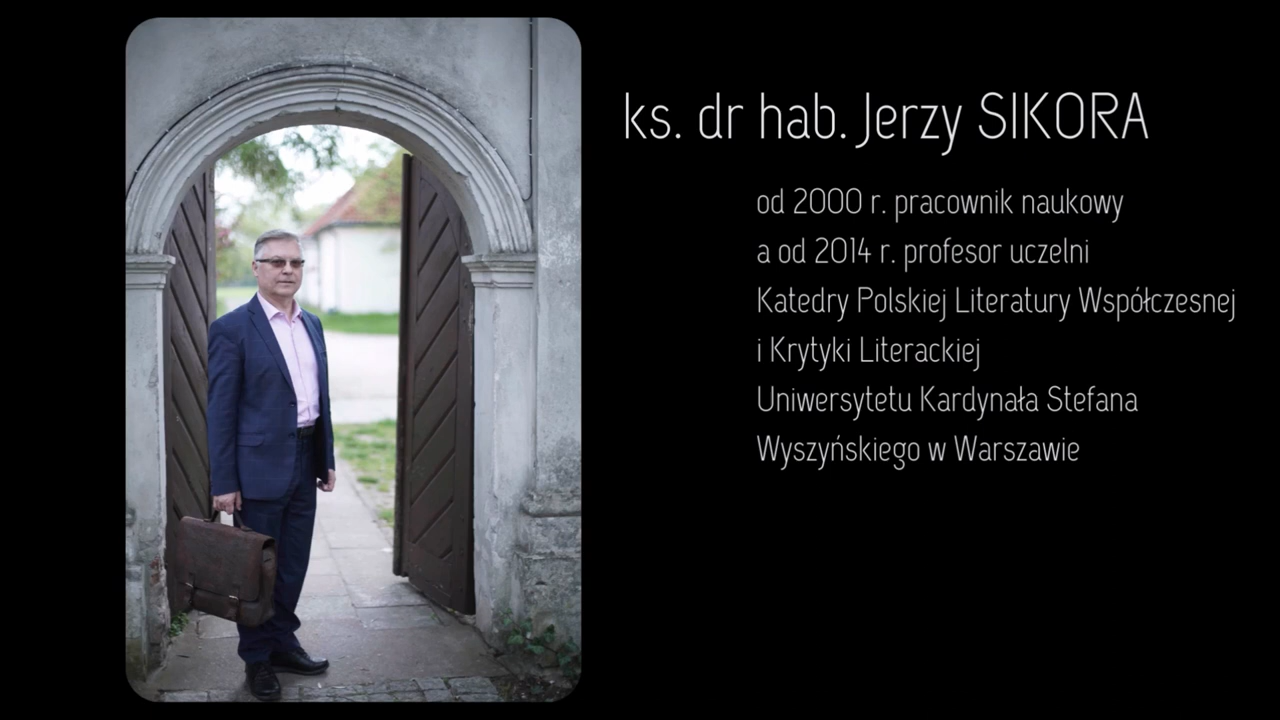 ks. dr hab. Jerzy SIKORA
od 2000 r. pracownik naukowy
a od 2014 r. profesor uczelni
Katedry Polskiej Literatury Współczesnej
i Krytyki Literackiej
Uniwersytetu Kardynała Stefana
Wyszyńskiego w Warszawie